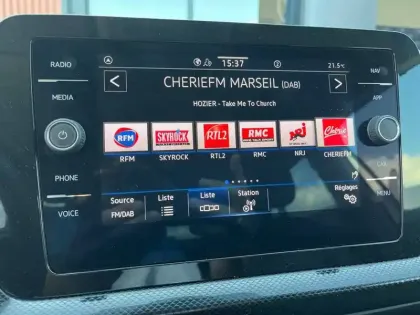 RADIO
15:37
2
21.5°c
NAV
CHERIEFM MARSEIL (DAB)
MEDIA
HOZIER - Take Me To Church
APP
RFM
SKYROCK
RTL2
RMC
NRJ
Chérie
RFM
SKYROCK
RTL2
RMC
NRJ
CHERIEFM
PHONE
CAR
Source
Liste
Liste
Station
Réglages
FM/DAB
VOICE
MENU